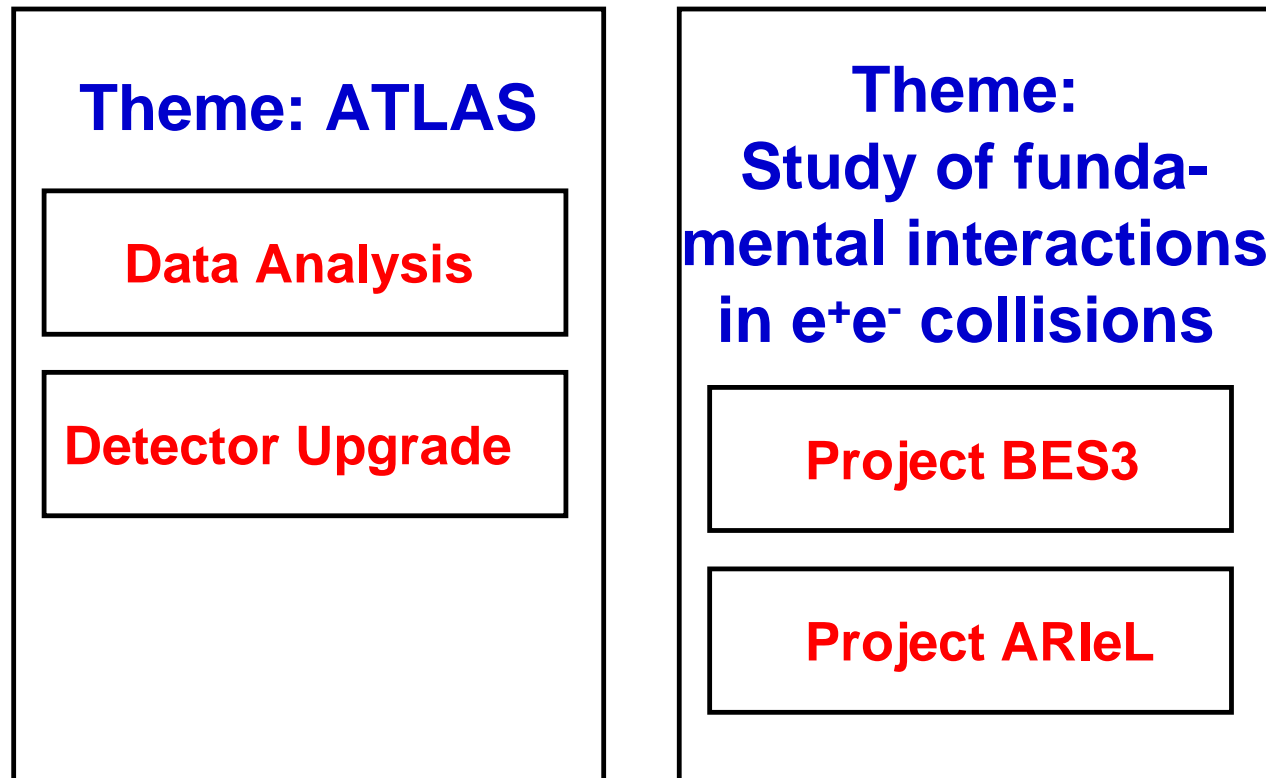 Theme: ATLAS
Data Analysis
Detector Upgrade
Theme:
Study of funda-
mental interactions
in e⁺e⁻ collisions
Project BES3
Project ARIeL